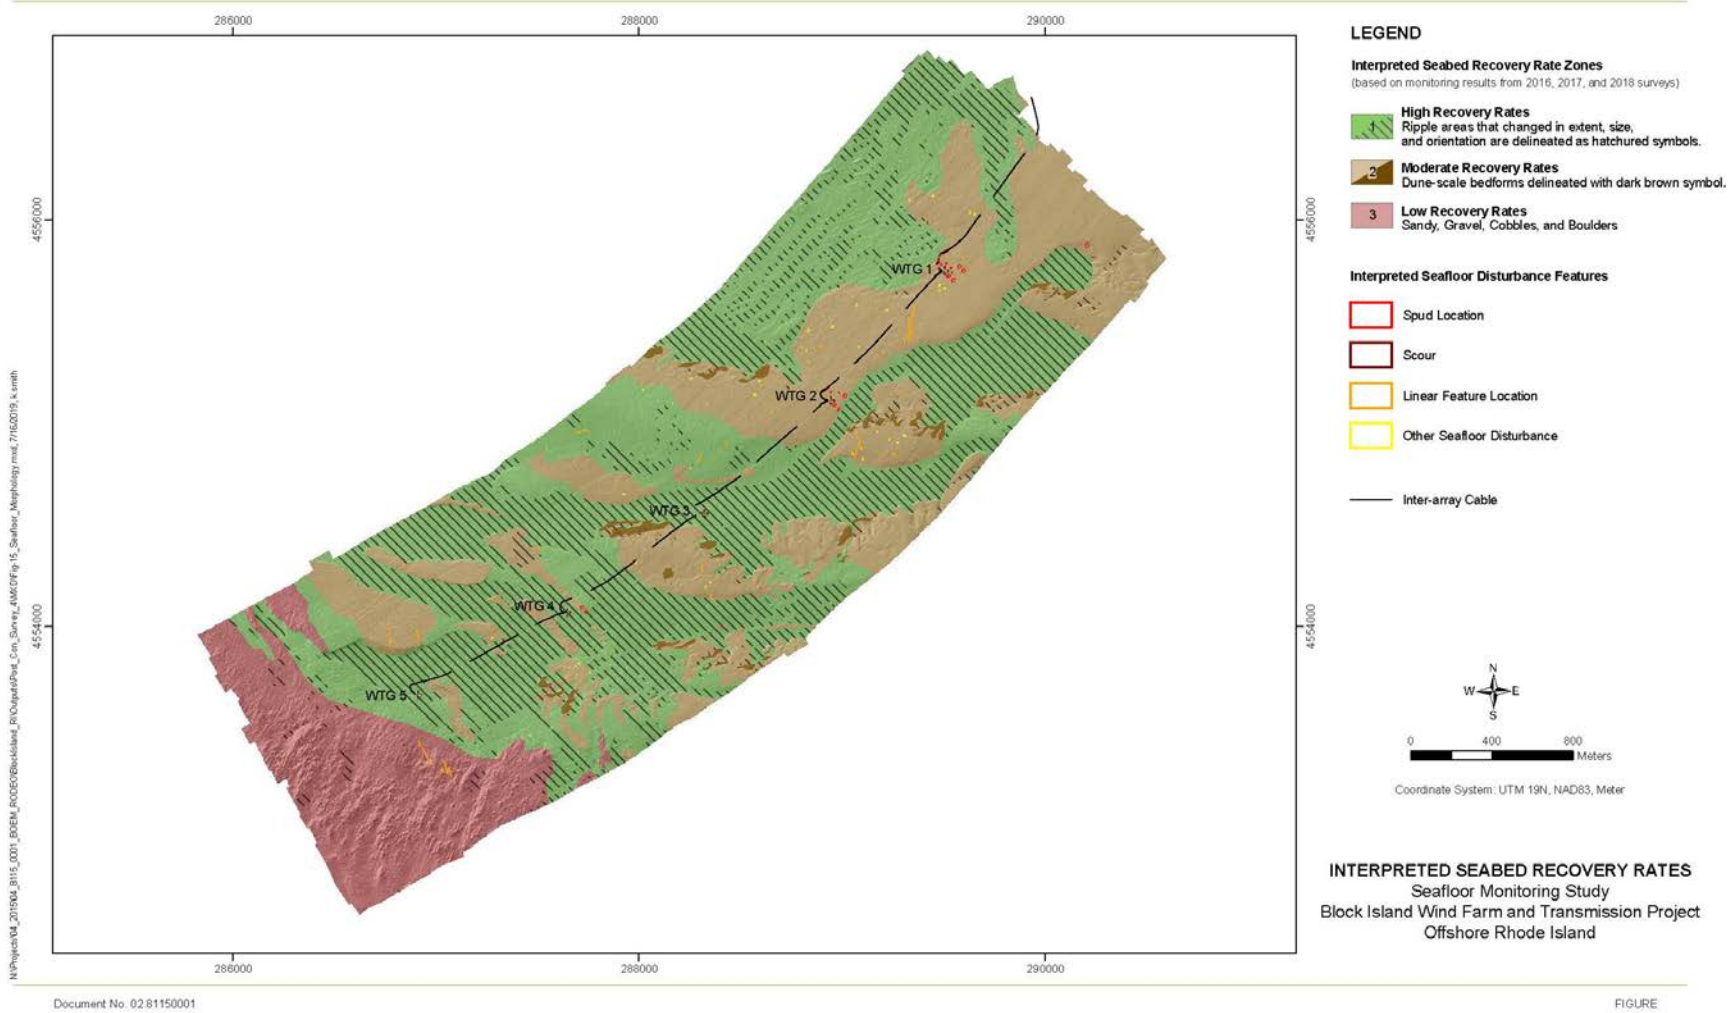 286000 288000 290000
LEGEND
Interpreted Seabed Recovery Rate Zones
(based on monitoring results from 2016, 2017, and 2018 surveys)
1
High Recovery Rates
Ripple areas that changed in extent, size,
and orientation are delineated as hatchured symbols.
2
Moderate Recovery Rates
Dune-scale bedforms delineated with dark brown symbol.
3
Low Recovery Rates
Sandy, Gravel, Cobbles, and Boulders
Interpreted Seafloor Disturbance Features
Spud Location
Scour
Linear Feature Location
Other Seafloor Disturbance
Inter-array Cable
4556000
4556000
WTG 1
WTG 2
WTG 3
WTG 4
WTG 5
4554000
4554000
N
W E
S
0 400 800
Meters
Coordinate System: UTM 19N, NAD83, Meter
INTERPRETED SEABED RECOVERY RATES
Seafloor Monitoring Study
Block Island Wind Farm and Transmission Project
Offshore Rhode Island
286000 288000 290000
Document No. 02.81150001
FIGURE